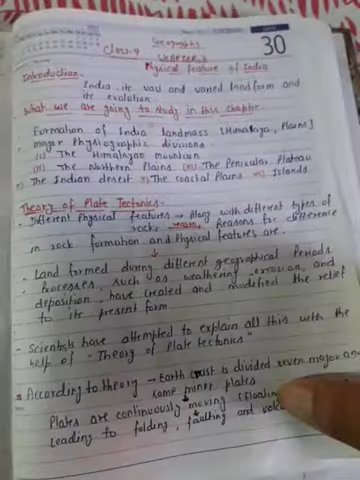 Geography
30
Class-9
CHAPTER-2
Physical feature of India
Introduction.
India, its vast and varied landform and
its evolution
What we are going to study in this chapter.
Formation of India landmass [Himalaya, Plains]
major physiographic divisions.
(i) The Himalayan mountain
(ii) The Northern Plains (iii) The Penicular Plateau
The Indian desert v) The Coastal Plains vi) Islands
Theory of Plate Tectonics.
- Different Physical features → Along with different types of
rock, Reasons for difference
in rock formation and Physical features are.
- Land formed during different geographical Periods
- Processes, such as weathering, erosion, and
deposition, have created and modified the relief
to its present form.
- Scientists have attempted to explain all this with the
help of - "Theory of Plate tectonics"
According to theory → Earth crust is divided seven major and
some minor plates
Plates are continuously moving (floating
Leading to folding, faulting and